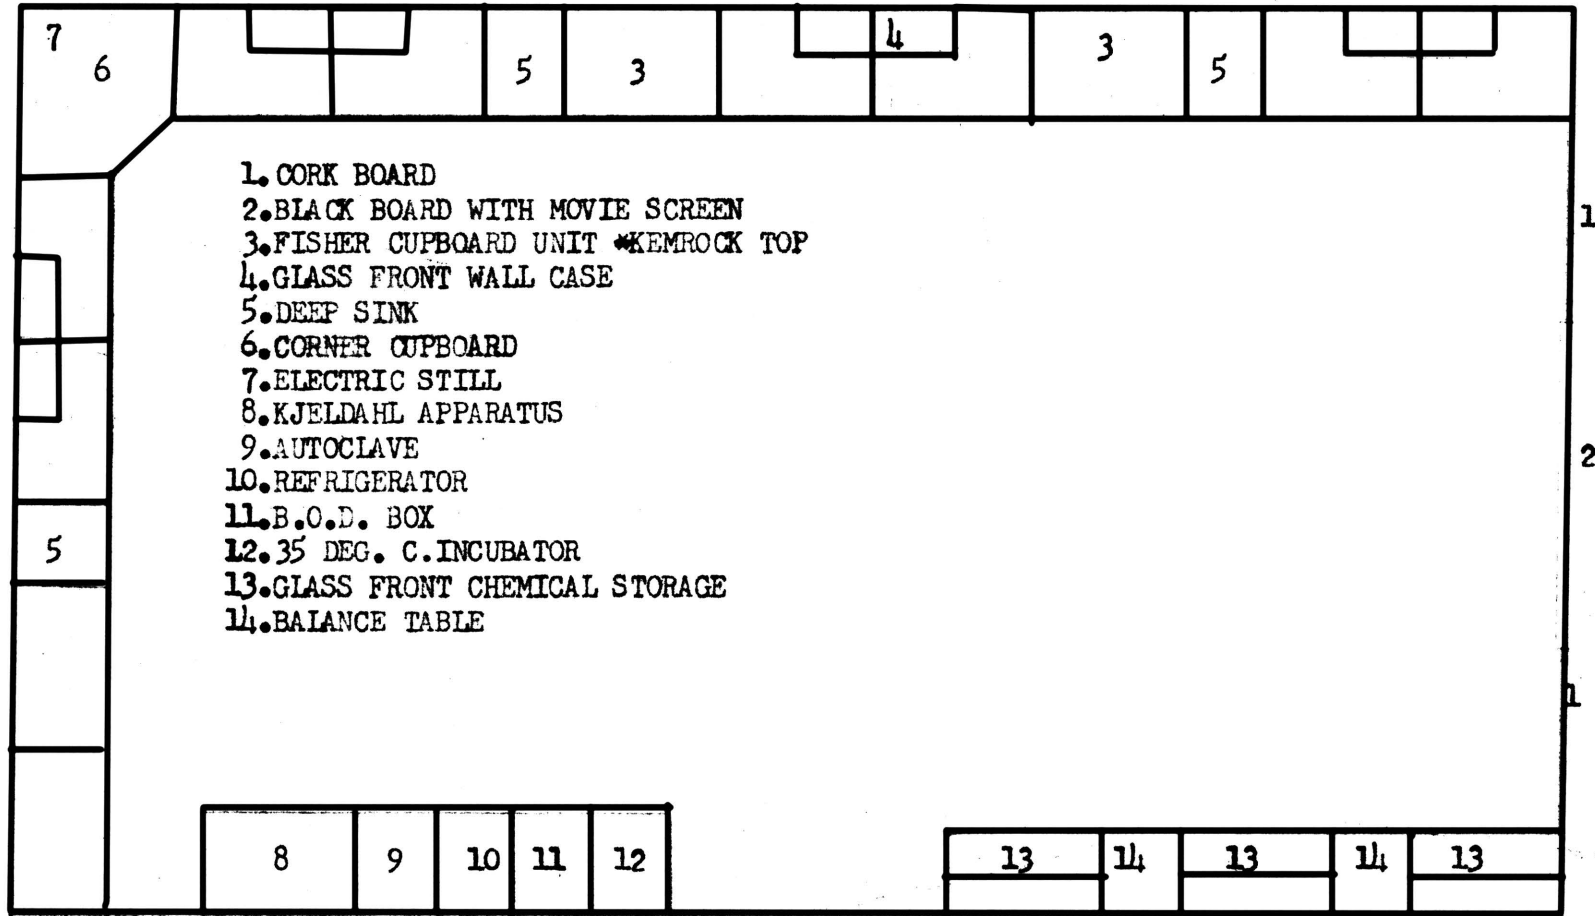 7
6
5
3
4
3
5
1. CORK BOARD
2.BLACK BOARD WITH MOVIE SCREEN
3.FISHER CUPBOARD UNIT *KEMROCK TOP
4.GLASS FRONT WALL CASE
5.DEEP SINK
6.CORNER CUPBOARD
7.ELECTRIC STILL
8.KJELDAHL APPARATUS
9.AUTOCLAVE
10.REFRIGERATOR
11.B.O.D. BOX
12.35 DEG. C.INCUBATOR
13.GLASS FRONT CHEMICAL STORAGE
14.BALANCE TABLE
1
2
1
5
8 9 10 11 12
13 14 13 14 13